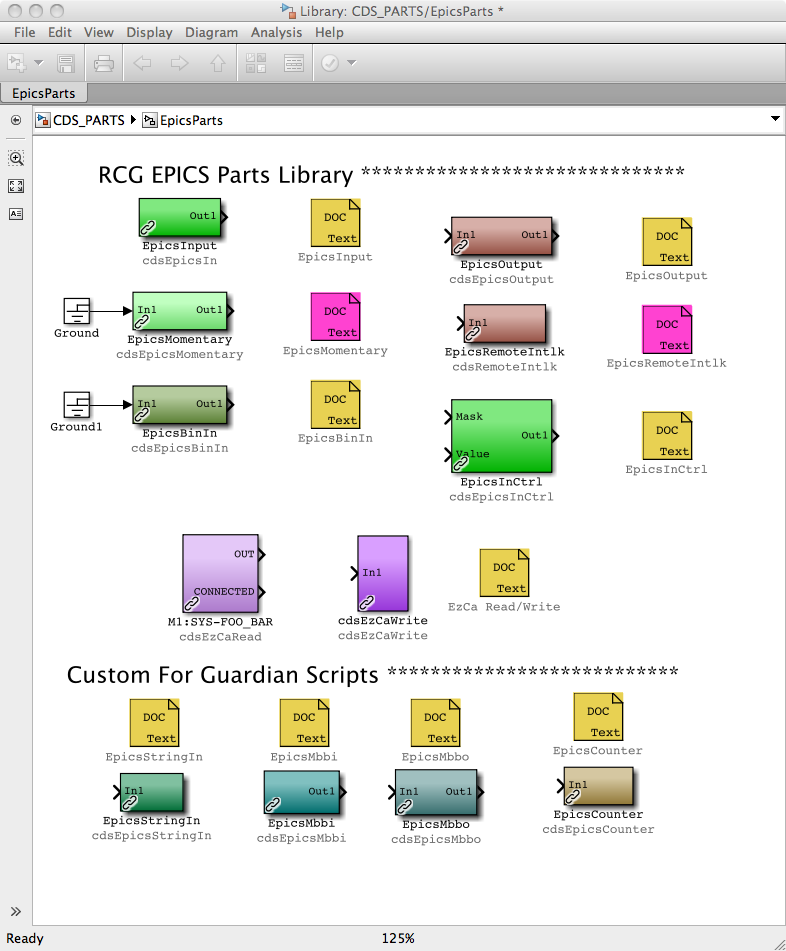 Library: CDS_PARTS/EpicsParts *
File Edit View Display Diagram Analysis Help
EpicsParts
CDS_PARTS EpicsParts
RCG EPICS Parts Library ******************************
Out1
EpicsInput
cdsEpicsIn
DOC
Text
EpicsInput
In1 Out1
EpicsOutput
cdsEpicsOutput
DOC
Text
EpicsOutput
Ground
In1 Out1
EpicsMomentary
cdsEpicsMomentary
DOC
Text
EpicsMomentary
In1
EpicsRemoteIntlk
cdsRemoteIntlk
DOC
Text
EpicsRemoteIntlk
Ground1
In1 Out1
EpicsBinIn
cdsEpicsBinIn
DOC
Text
EpicsBinIn
Mask
Out1
Value
EpicsInCtrl
cdsEpicsInCtrl
DOC
Text
EpicsInCtrl
OUT
CONNECTED
M1:SYS-FOO_BAR
cdsEzCaRead
In1
cdsEzCaWrite
cdsEzCaWrite
DOC
Text
EzCa Read/Write
Custom For Guardian Scripts ***************************
DOC
Text
EpicsStringIn
DOC
Text
EpicsMbbi
DOC
Text
EpicsMbbo
DOC
Text
EpicsCounter
In1
EpicsStringIn
cdsEpicsStringIn
Out1
EpicsMbbi
cdsEpicsMbbi
In1 Out1
EpicsMbbo
cdsEpicsMbbo
In1
EpicsCounter
cdsEpicsCounter
Ready 125%